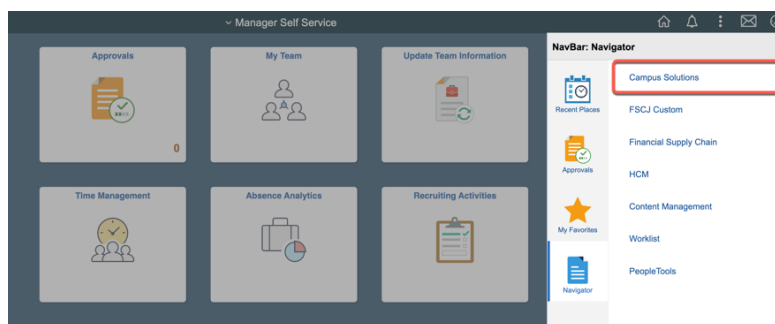 Manager Self Service
Approvals
0
My Team
Update Team Information
Time Management
Absence Analytics
Recruiting Activities
NavBar: Navigator
Recent Places
Approvals
My Favorites
Navigator
Campus Solutions
FSCJ Custom
Financial Supply Chain
HCM
Content Management
Worklist
PeopleTools